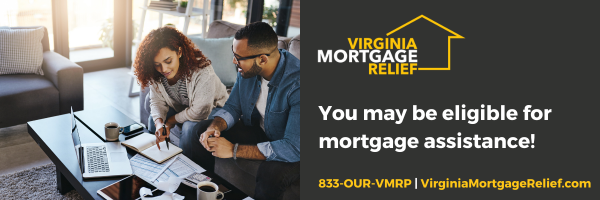 VIRGINIA
MORTGAGE
RELIEF
You may be eligible for
mortgage assistance!
833-OUR-VMRP | VirginiaMortgageRelief.com